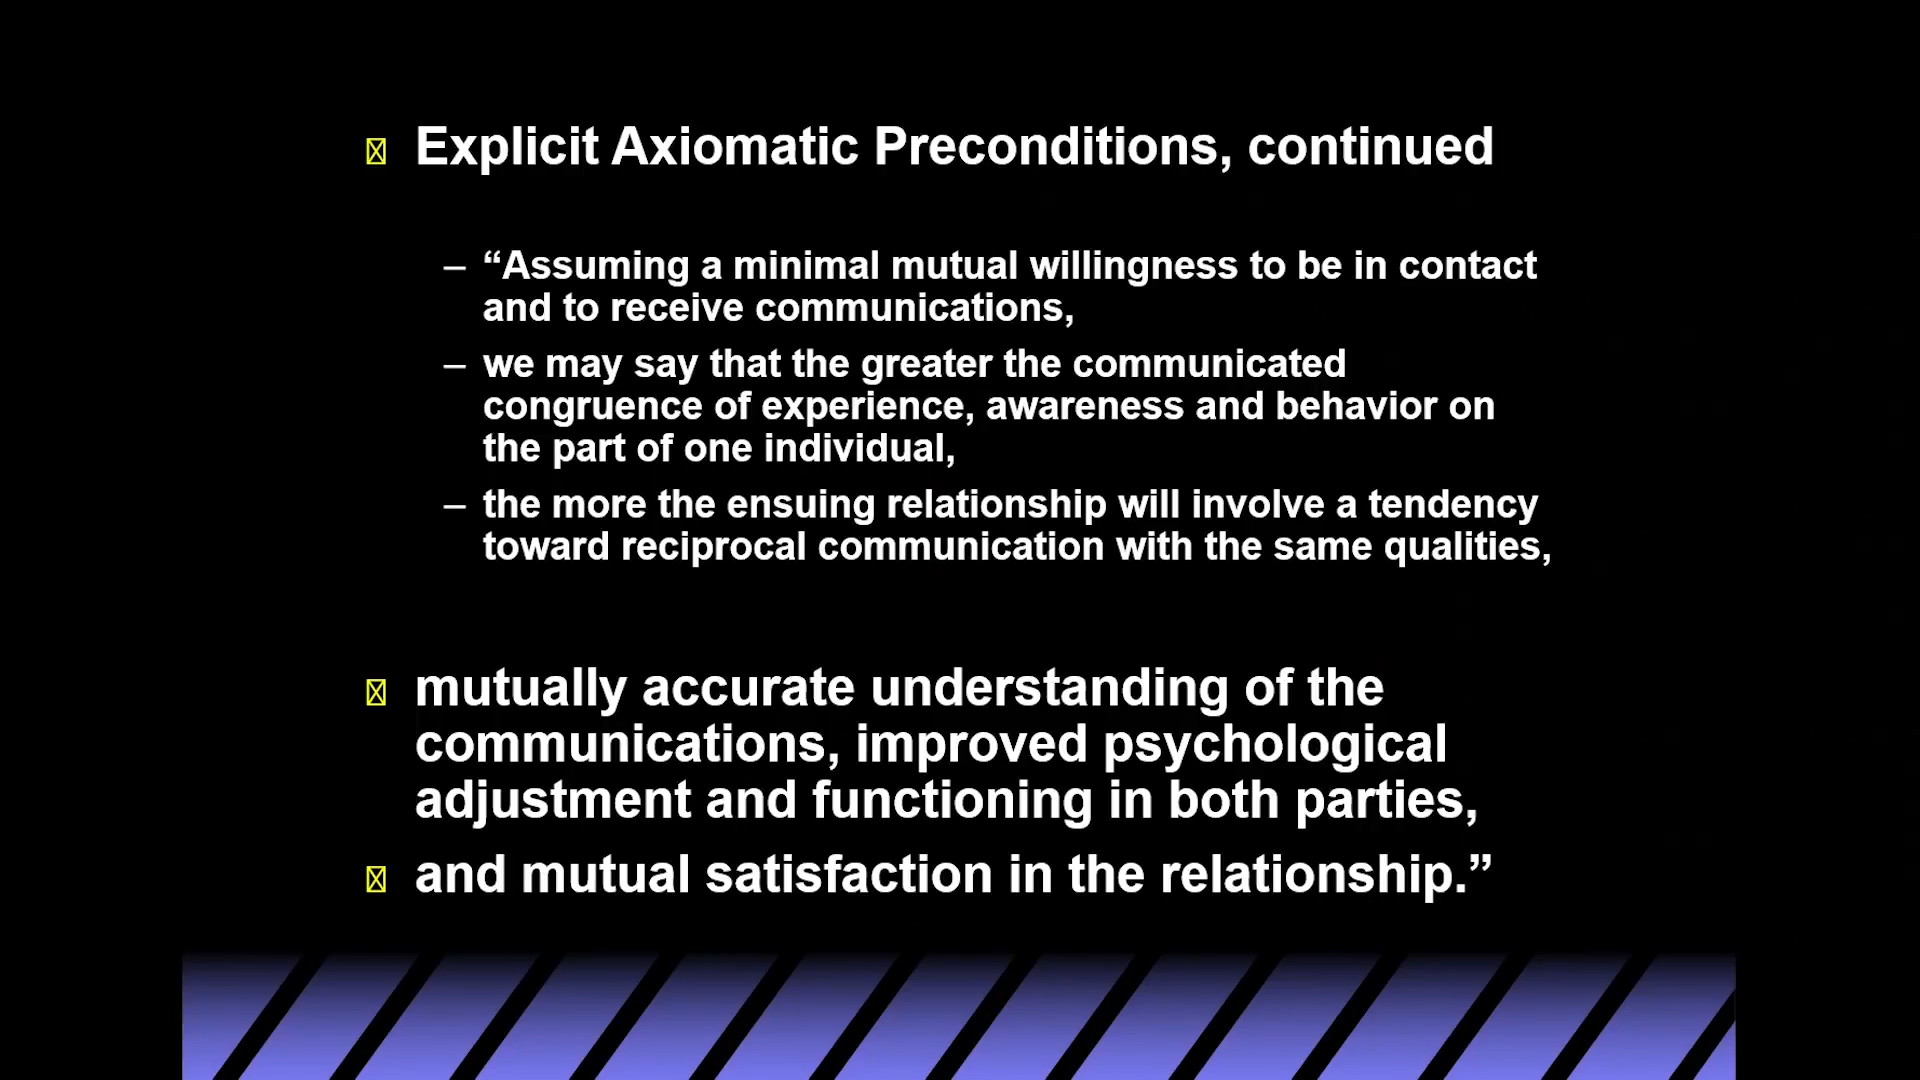 Explicit Axiomatic Preconditions, continued
– “Assuming a minimal mutual willingness to be in contact
and to receive communications,
– we may say that the greater the communicated
congruence of experience, awareness and behavior on
the part of one individual,
– the more the ensuing relationship will involve a tendency
toward reciprocal communication with the same qualities,
mutually accurate understanding of the
communications, improved psychological
adjustment and functioning in both parties,
and mutual satisfaction in the relationship.”